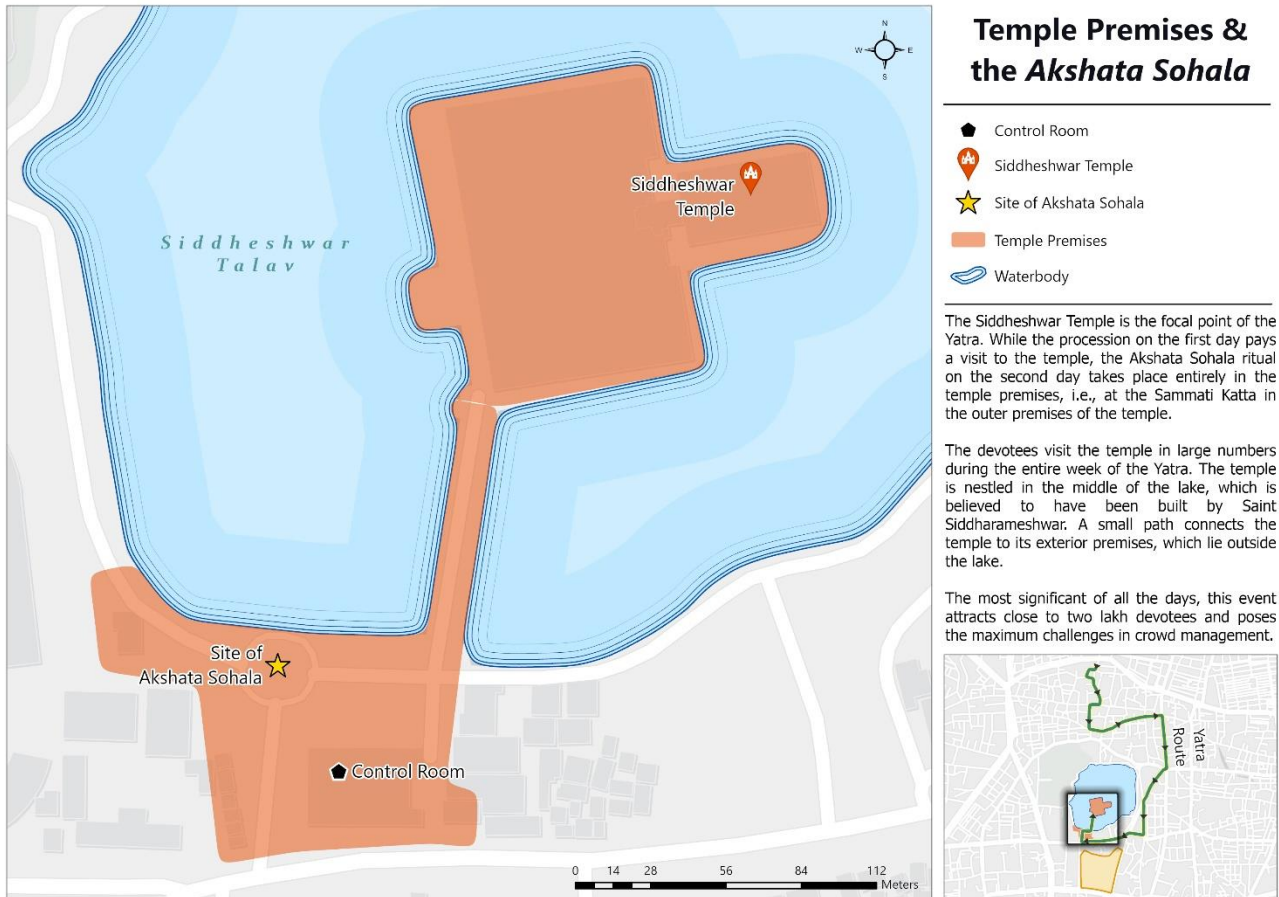 Temple Premises &
the Akshata Sohala
Control Room
Siddheshwar Temple
Site of Akshata Sohala
Temple Premises
Waterbody
The Siddheshwar Temple is the focal point of the
Yatra. While the procession on the first day pays
a visit to the temple, the Akshata Sohala ritual
on the second day takes place entirely in the
temple premises, i.e., at the Sammati Katta in
the outer premises of the temple.
The devotees visit the temple in large numbers
during the entire week of the Yatra. The temple
is nestled in the middle of the lake, which is
believed to have been built by Saint
Siddharameshwar. A small path connects the
temple to its exterior premises, which lie outside
the lake.
The most significant of all the days, this event
attracts close to two lakh devotees and poses
the maximum challenges in crowd management.
N
W E
S
Siddheshwar
Temple
Siddheshwar
Talav
Site of
Akshata Sohala
Control Room
0 14 28 56 84 112
Meters
Yatra
Route